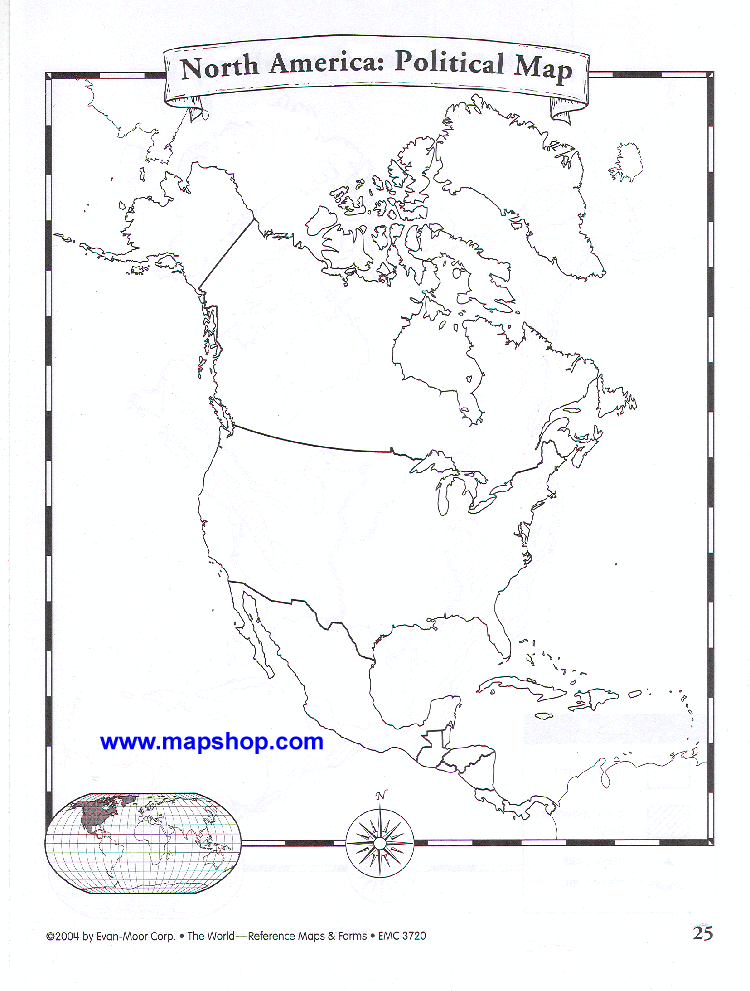 North America: Political Map
www.mapshop.com
N
©2004 by Evan-Moor Corp. • The World—Reference Maps & Forms • EMC 3720
25